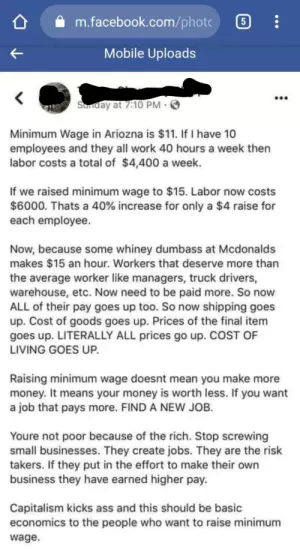 m.facebook.com/photo
5
Mobile Uploads
Sunday at 7:10 PM ·
Minimum Wage in Ariozna is $11. If I have 10
employees and they all work 40 hours a week then
labor costs a total of $4,400 a week.
If we raised minimum wage to $15. Labor now costs
$6000. Thats a 40% increase for only a $4 raise for
each employee.
Now, because some whiney dumbass at Mcdonalds
makes $15 an hour. Workers that deserve more than
the average worker like managers, truck drivers,
warehouse, etc. Now need to be paid more. So now
ALL of their pay goes up too. So now shipping goes
up. Cost of goods goes up. Prices of the final item
goes up. LITERALLY ALL prices go up. COST OF
LIVING GOES UP.
Raising minimum wage doesnt mean you make more
money. It means your money is worth less. If you want
a job that pays more. FIND A NEW JOB.
Youre not poor because of the rich. Stop screwing
small businesses. They create jobs. They are the risk
takers. If they put in the effort to make their own
business they have earned higher pay.
Capitalism kicks ass and this should be basic
economics to the people who want to raise minimum
wage.